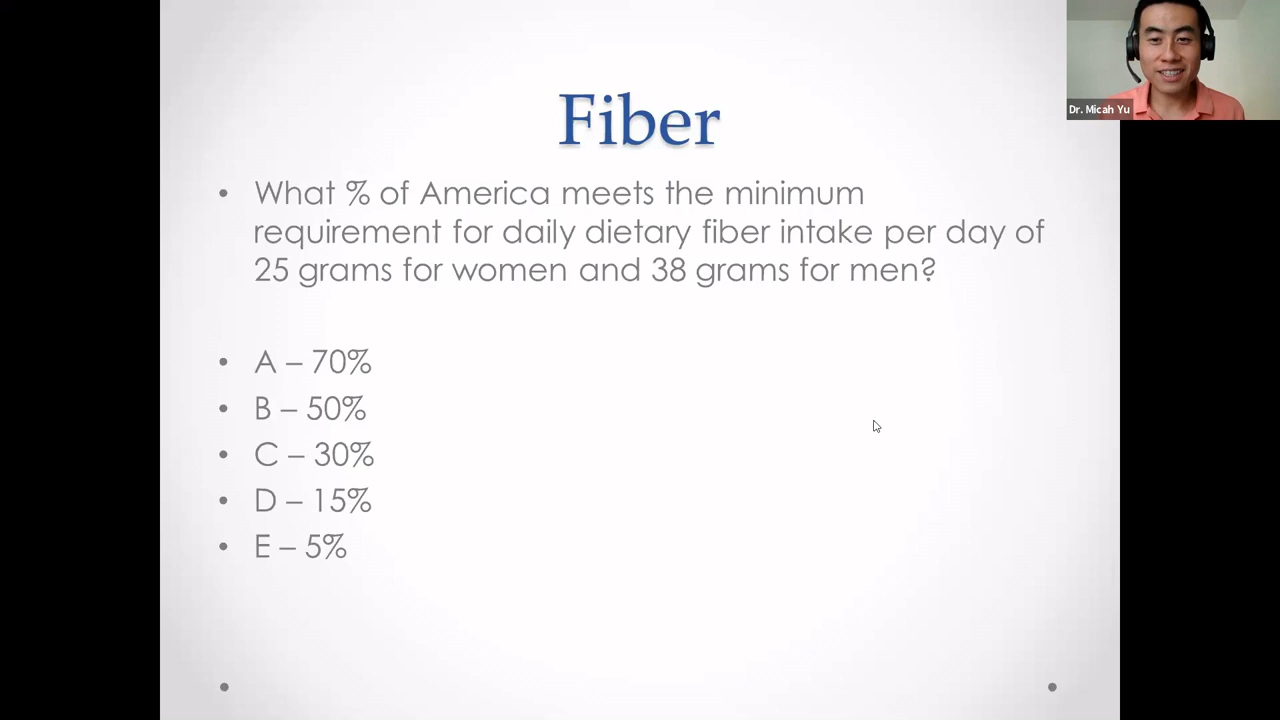 Dr. Micah Yu
Fiber
• What % of America meets the minimum
requirement for daily dietary fiber intake per day of
25 grams for women and 38 grams for men?
• A – 70%
• B – 50%
• C – 30%
• D – 15%
• E – 5%